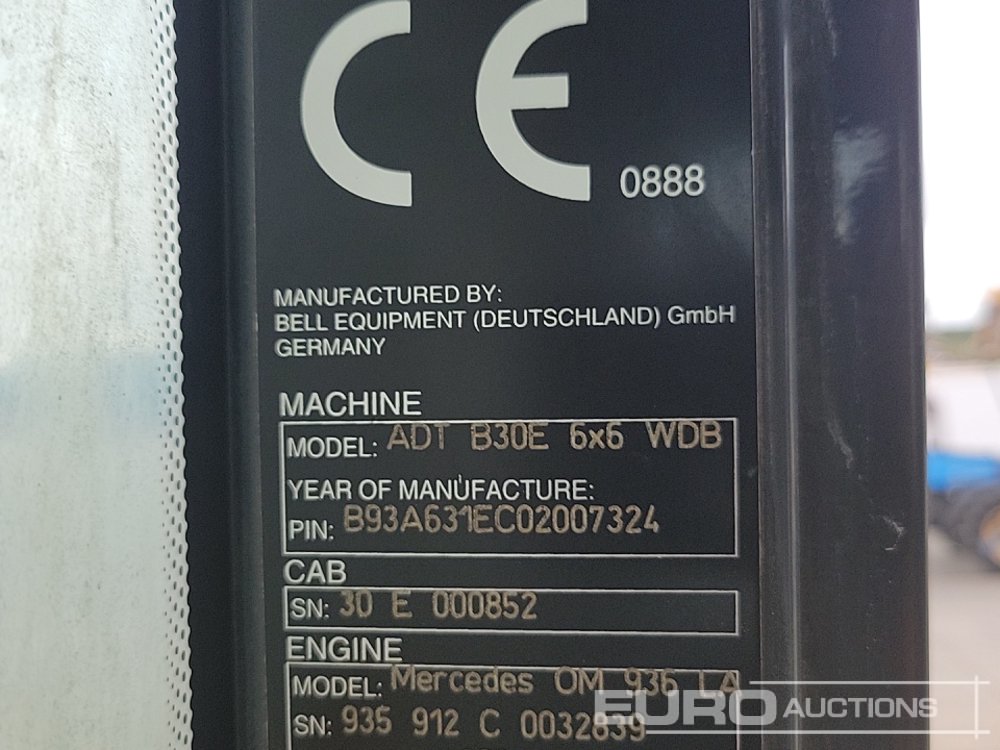 CE 0888
MANUFACTURED BY:
BELL EQUIPMENT (DEUTSCHLAND) GmbH
GERMANY
MACHINE
MODEL: ADT B30E 6x6 WDB
YEAR OF MANUFACTURE:
PIN: B93A631EC02007324
CAB
SN: 30 E 000852
ENGINE
MODEL: Mercedes OM 936 LA
SN: 935 912 C 0032839
EURO AUCTIONS